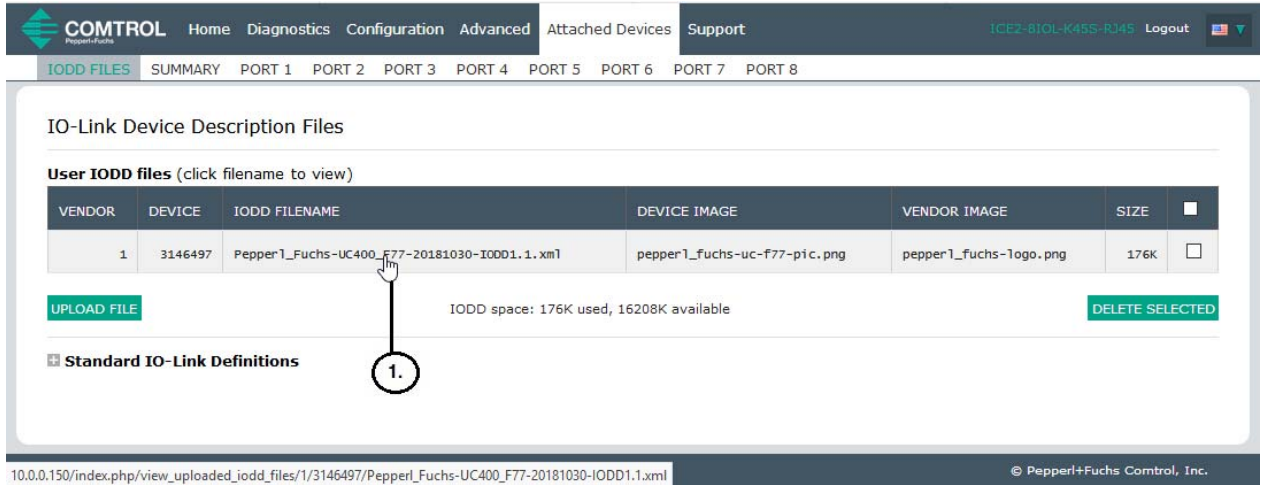 COMTROL Home Diagnostics Configuration Advanced Attached Devices Support ICE2-8IOL-K45S-RJ45 Logout
Pepperl+Fuchs
IODD FILES SUMMARY PORT 1 PORT 2 PORT 3 PORT 4 PORT 5 PORT 6 PORT 7 PORT 8
IO-Link Device Description Files
User IODD files (click filename to view)
VENDOR DEVICE IODD FILENAME DEVICE IMAGE VENDOR IMAGE SIZE
1 3146497 Pepperl_Fuchs-UC400_F77-20181030-IODD1.1.xml pepperl_fuchs-uc-f77-pic.png pepperl_fuchs-logo.png 176K
UPLOAD FILE IODD space: 176K used, 16208K available DELETE SELECTED
Standard IO-Link Definitions
1.
10.0.0.150/index.php/view_uploaded_iodd_files/1/3146497/Pepperl_Fuchs-UC400_F77-20181030-IODD1.1.xml © Pepperl+Fuchs Comtrol, Inc.